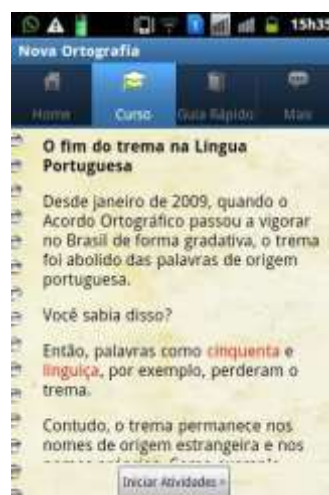 15h35
Nova Ortografia
Home Curso Guia Rápido Mais
O fim do trema na Língua
Portuguesa
Desde janeiro de 2009, quando o
Acordo Ortográfico passou a vigorar
no Brasil de forma gradativa, o trema
foi abolido das palavras de origem
portuguesa.
Você sabia disso?
Então, palavras como cinquenta e
linguiça, por exemplo, perderam o
trema.
Contudo, o trema permanece nos
nomes de origem estrangeira e nos
Iniciar Atividades »